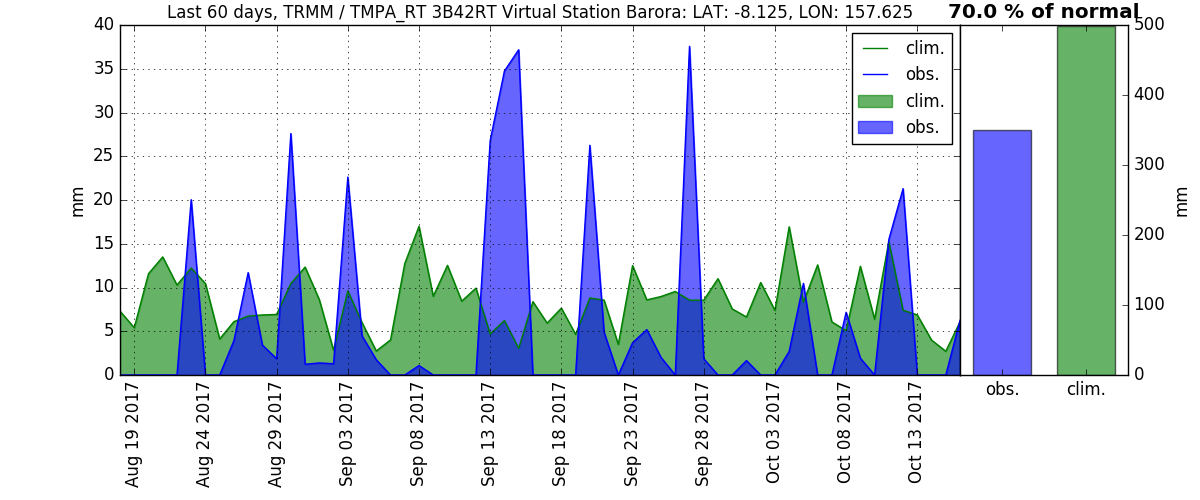 Last 60 days, TRMM / TMPA_RT 3B42RT Virtual Station Barora: LAT: -8.125, LON: 157.625
70.0 % of normal
40
35
30
25
20
15
10
5
0
mm
clim.
obs.
clim.
obs.
500
400
300
200
100
0
mm
obs.
clim.
Aug 19 2017
Aug 24 2017
Aug 29 2017
Sep 03 2017
Sep 08 2017
Sep 13 2017
Sep 18 2017
Sep 23 2017
Sep 28 2017
Oct 03 2017
Oct 08 2017
Oct 13 2017